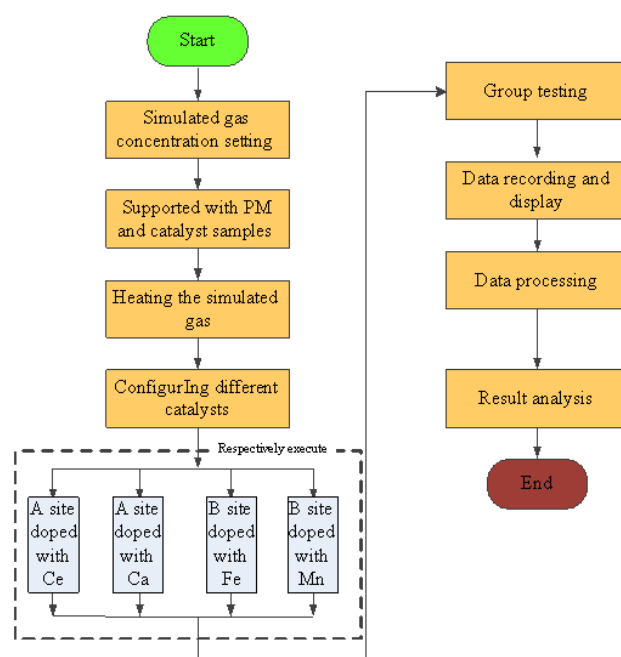 Start
Simulated gas
concentration setting
Supported with PM
and catalyst samples
Heating the simulated
gas
ConfigurIng different
catalysts
Respectively execute
A site
doped
with
Ce
A site
doped
with
Ca
B site
doped
with
Fe
B site
doped
with
Mn
Group testing
Data recording and
display
Data processing
Result analysis
End